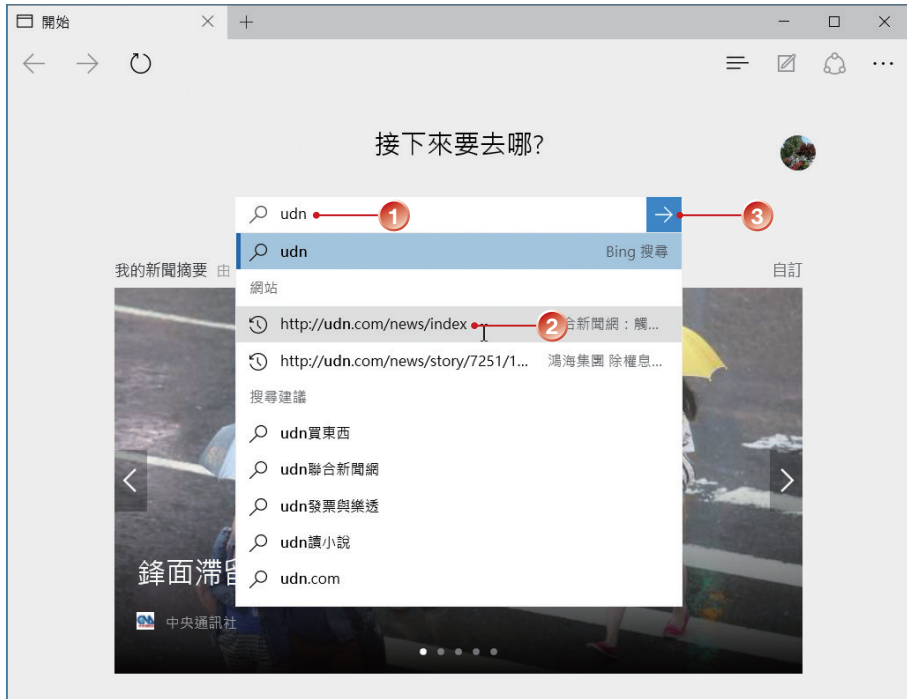 開始
接下來要去哪?
udn
1
3
udn Bing 搜尋
我的新聞摘要 由
自訂
網站
http://udn.com/news/index
2
合新聞網：觸...
http://udn.com/news/story/7251/1... 鴻海集團 除權息...
搜尋建議
udn買東西
udn聯合新聞網
udn發票與樂透
udn讀小說
udn.com
鋒面滯留
CNA
中央通訊社